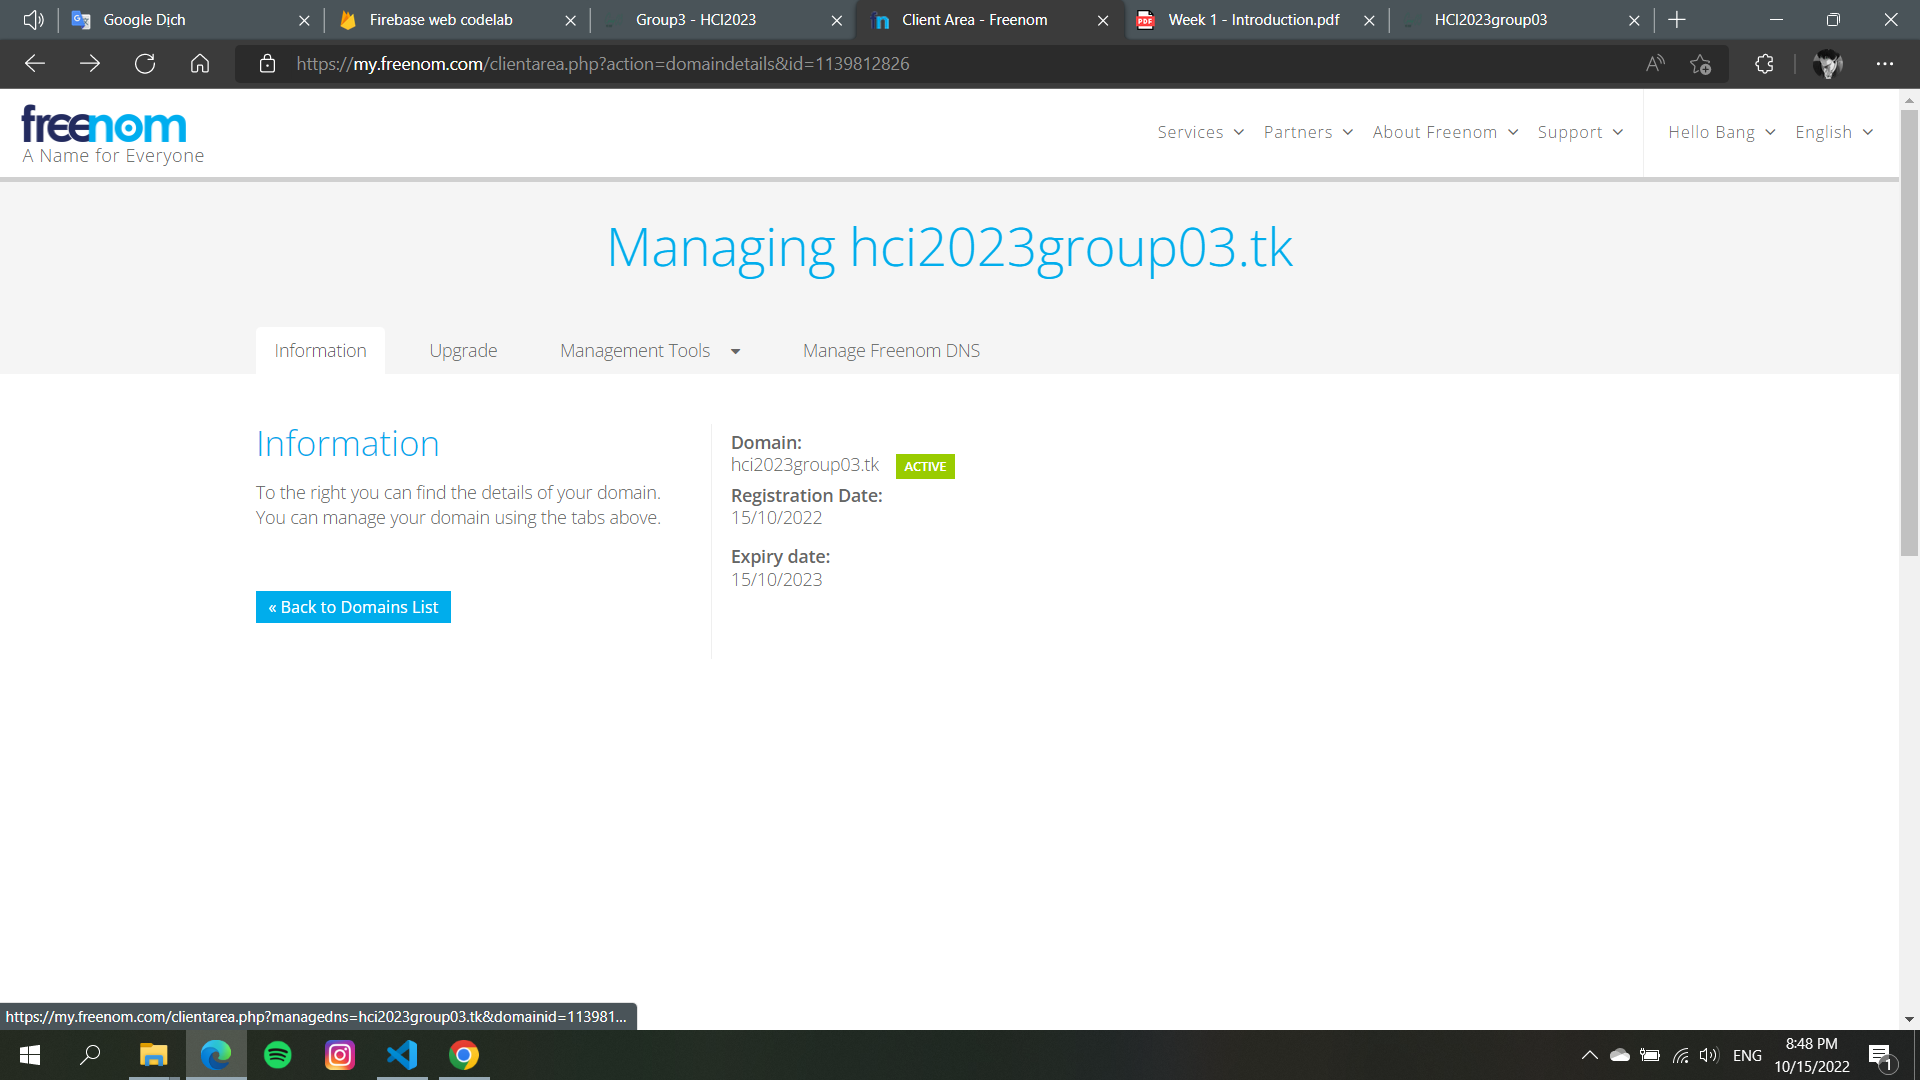 Google Dịch
Firebase web codelab
Group3 - HCI2023
Client Area - Freenom
Week 1 - Introduction.pdf
HCI2023group03
https://my.freenom.com/clientarea.php?action=domaindetails&id=1139812826
freenom
A Name for Everyone
Services
Partners
About Freenom
Support
Hello Bang
English
Managing hci2023group03.tk
Information
Upgrade
Management Tools
Manage Freenom DNS
Information
To the right you can find the details of your domain.
You can manage your domain using the tabs above.
« Back to Domains List
Domain:
hci2023group03.tk ACTIVE
Registration Date:
15/10/2022
Expiry date:
15/10/2023
https://my.freenom.com/clientarea.php?managedns=hci2023group03.tk&domainid=113981...
ENG
8:48 PM
10/15/2022
1